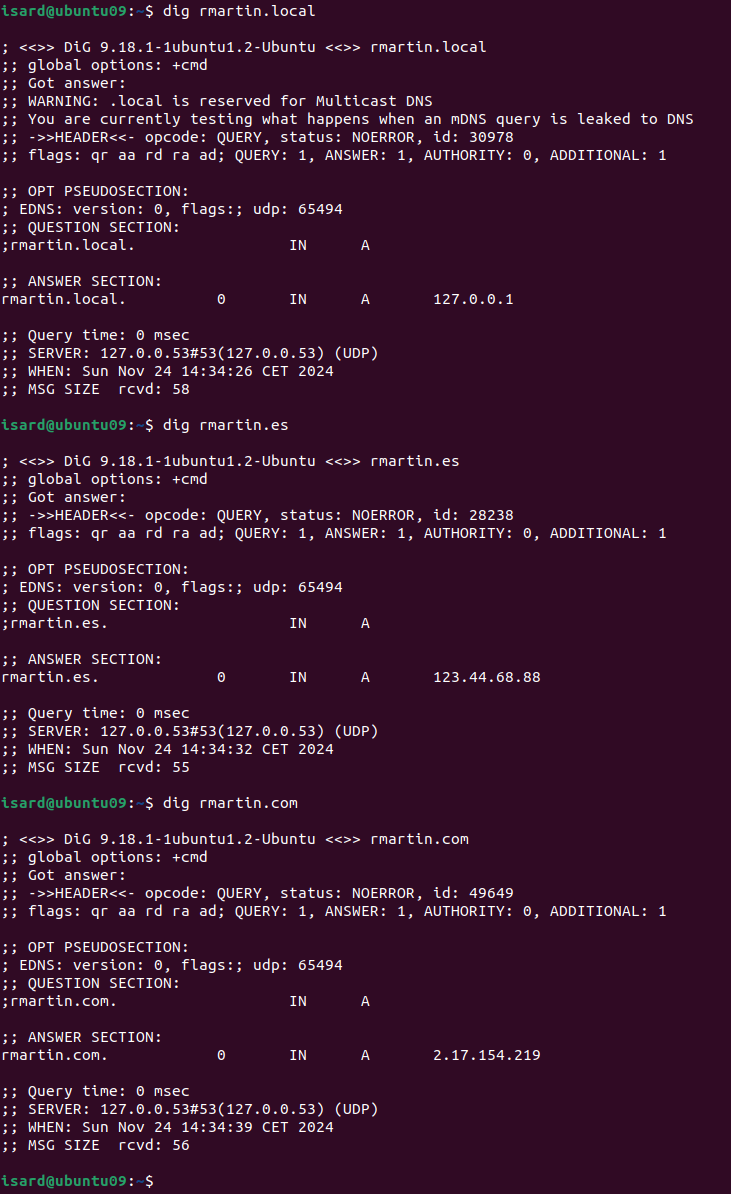 isard@ubuntu09:~$ dig rmartin.local

; <<>> DiG 9.18.1-1ubuntu1.2-Ubuntu <<>> rmartin.local
;; global options: +cmd
;; Got answer:
;; WARNING: .local is reserved for Multicast DNS
;; You are currently testing what happens when an mDNS query is leaked to DNS
;; ->>HEADER<<- opcode: QUERY, status: NOERROR, id: 30978
;; flags: qr aa rd ra ad; QUERY: 1, ANSWER: 1, AUTHORITY: 0, ADDITIONAL: 1

;; OPT PSEUDOSECTION:
; EDNS: version: 0, flags:; udp: 65494
;; QUESTION SECTION:
;rmartin.local.			IN	A

;; ANSWER SECTION:
rmartin.local.		0	IN	A	127.0.0.1

;; Query time: 0 msec
;; SERVER: 127.0.0.53#53(127.0.0.53) (UDP)
;; WHEN: Sun Nov 24 14:34:26 CET 2024
;; MSG SIZE  rcvd: 58

isard@ubuntu09:~$ dig rmartin.es

; <<>> DiG 9.18.1-1ubuntu1.2-Ubuntu <<>> rmartin.es
;; global options: +cmd
;; Got answer:
;; ->>HEADER<<- opcode: QUERY, status: NOERROR, id: 28238
;; flags: qr aa rd ra ad; QUERY: 1, ANSWER: 1, AUTHORITY: 0, ADDITIONAL: 1

;; OPT PSEUDOSECTION:
; EDNS: version: 0, flags:; udp: 65494
;; QUESTION SECTION:
;rmartin.es.			IN	A

;; ANSWER SECTION:
rmartin.es.		0	IN	A	123.44.68.88

;; Query time: 0 msec
;; SERVER: 127.0.0.53#53(127.0.0.53) (UDP)
;; WHEN: Sun Nov 24 14:34:32 CET 2024
;; MSG SIZE  rcvd: 55

isard@ubuntu09:~$ dig rmartin.com

; <<>> DiG 9.18.1-1ubuntu1.2-Ubuntu <<>> rmartin.com
;; global options: +cmd
;; Got answer:
;; ->>HEADER<<- opcode: QUERY, status: NOERROR, id: 49649
;; flags: qr aa rd ra ad; QUERY: 1, ANSWER: 1, AUTHORITY: 0, ADDITIONAL: 1

;; OPT PSEUDOSECTION:
; EDNS: version: 0, flags:; udp: 65494
;; QUESTION SECTION:
;rmartin.com.			IN	A

;; ANSWER SECTION:
rmartin.com.		0	IN	A	2.17.154.219

;; Query time: 0 msec
;; SERVER: 127.0.0.53#53(127.0.0.53) (UDP)
;; WHEN: Sun Nov 24 14:34:39 CET 2024
;; MSG SIZE  rcvd: 56

isard@ubuntu09:~$